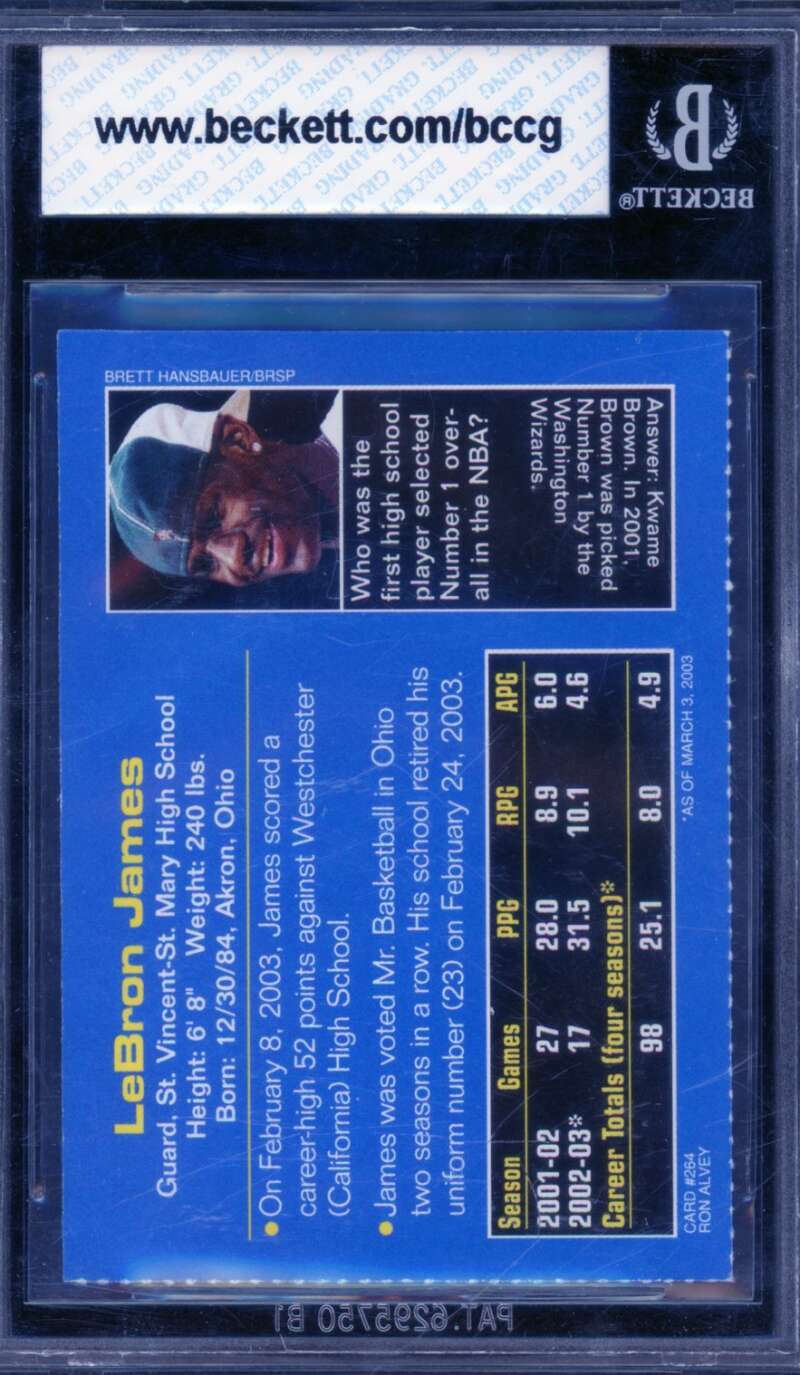 www.beckett.com/bccg
BECKETT®
BRETT HANSBAUER/BRSP
Who was the
first high school
player selected
Number 1 over-
all in the NBA?
Answer: Kwame
Brown. In 2001,
Brown was picked
Number 1 by the
Washington
Wizards.
LeBron James
Guard, St. Vincent-St. Mary High School
Height: 6' 8" Weight: 240 lbs.
Born: 12/30/84, Akron, Ohio
• On February 8, 2003, James scored a
career-high 52 points against Westchester
(California) High School.
• James was voted Mr. Basketball in Ohio
two seasons in a row. His school retired his
uniform number (23) on February 24, 2003.
Season Games PPG RPG APG
2001-02 27 28.0 8.9 6.0
2002-03* 17 31.5 10.1 4.6
Career Totals (four seasons)*
98 25.1 8.0 4.9
*AS OF MARCH 3, 2003
CARD #264
RON ALVEY
PAT. 6295750 B1